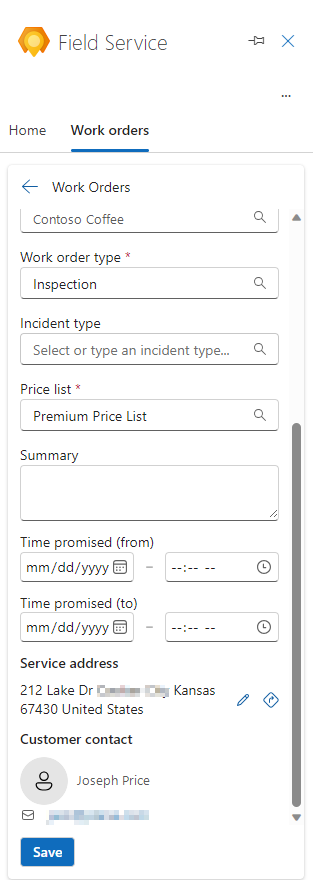 Field Service
...
Home Work orders
Work Orders
Contoso Coffee
Work order type *
Inspection
Incident type
Select or type an incident type...
Price list *
Premium Price List
Summary
Time promised (from)
mm/dd/yyyy – --:-- --
Time promised (to)
mm/dd/yyyy – --:-- --
Service address
212 Lake Dr Kansas
67430 United States
Customer contact
Joseph Price
Save